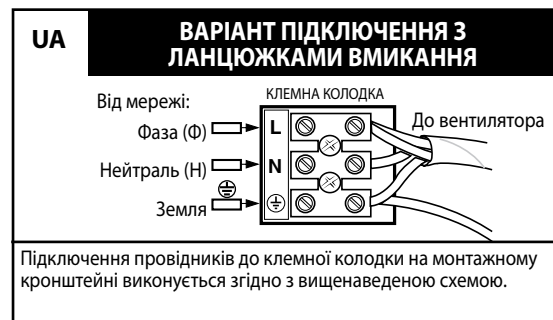 UA
ВАРІАНТ ПІДКЛЮЧЕННЯ З
ЛАНЦЮЖКАМИ ВМИКАННЯ
Від мережі:
КЛЕМНА КОЛОДКА
Фаза (Ф)
L
До вентилятора
Нейтраль (Н)
N
Земля
Підключення провідників до клемної колодки на монтажному
кронштейні виконується згідно з вищенаведеною схемою.